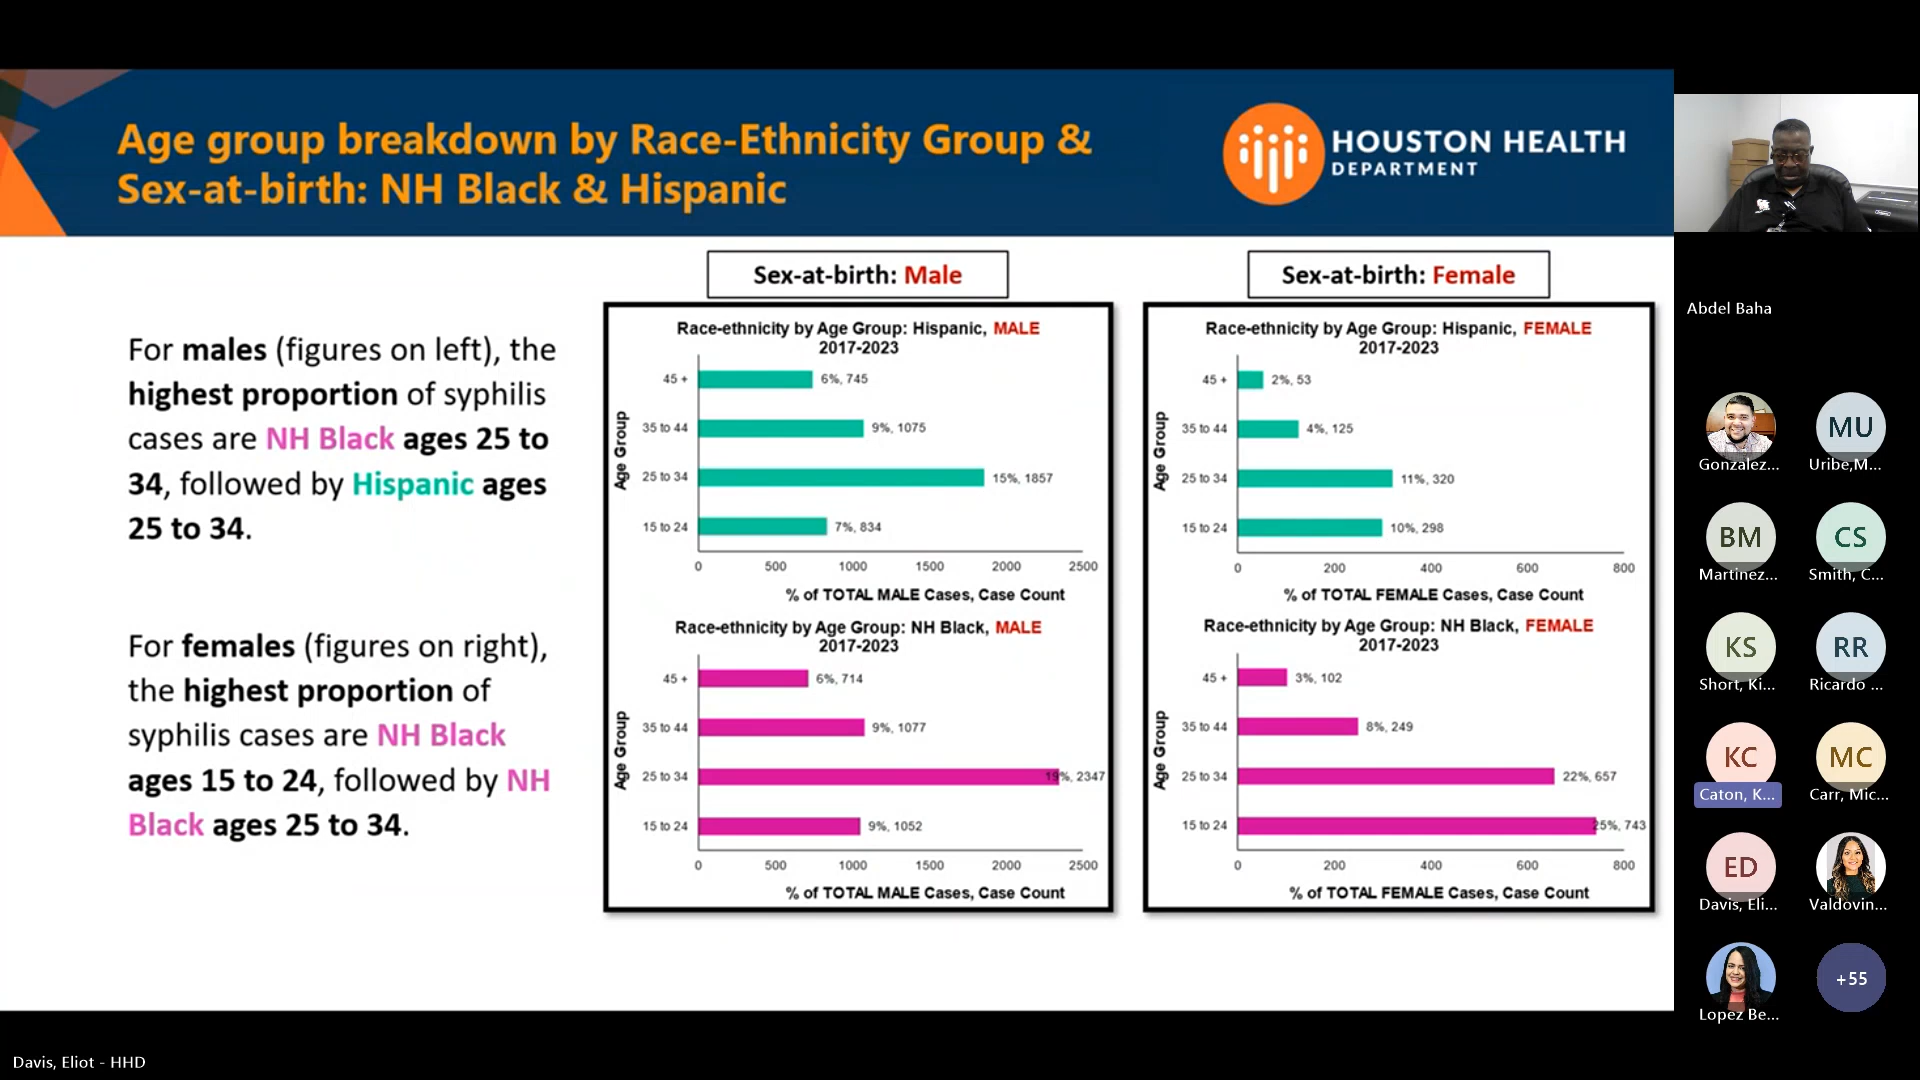 Age group breakdown by Race-Ethnicity Group &
Sex-at-birth: NH Black & Hispanic
HOUSTON HEALTH
DEPARTMENT
For males (figures on left), the
highest proportion of syphilis
cases are NH Black ages 25 to
34, followed by Hispanic ages
25 to 34.
For females (figures on right),
the highest proportion of
syphilis cases are NH Black
ages 15 to 24, followed by NH
Black ages 25 to 34.
Sex-at-birth: Male
Race-ethnicity by Age Group: Hispanic, MALE
2017-2023
Age Group
45 + 6%, 745
35 to 44 9%, 1075
25 to 34 15%, 1857
15 to 24 7%, 834
0 500 1000 1500 2000 2500
% of TOTAL MALE Cases, Case Count
Race-ethnicity by Age Group: NH Black, MALE
2017-2023
Age Group
45 + 6%, 714
35 to 44 9%, 1077
25 to 34 19%, 2347
15 to 24 9%, 1052
0 500 1000 1500 2000 2500
% of TOTAL MALE Cases, Case Count
Sex-at-birth: Female
Race-ethnicity by Age Group: Hispanic, FEMALE
2017-2023
Age Group
45 + 2%, 53
35 to 44 4%, 125
25 to 34 11%, 320
15 to 24 10%, 298
0 200 400 600 800
% of TOTAL FEMALE Cases, Case Count
Race-ethnicity by Age Group: NH Black, FEMALE
2017-2023
Age Group
45 + 3%, 102
35 to 44 8%, 249
25 to 34 22%, 657
15 to 24 25%, 743
0 200 400 600 800
% of TOTAL FEMALE Cases, Case Count
Abdel Baha
Gonzalez...
MU
Uribe,M...
BM
Martinez...
CS
Smith, C...
KS
Short, Ki...
RR
Ricardo ...
KC
Caton, K...
MC
Carr, Mic...
ED
Davis, Eli...
Valdovin...
Lopez Be...
+55
Davis, Eliot - HHD